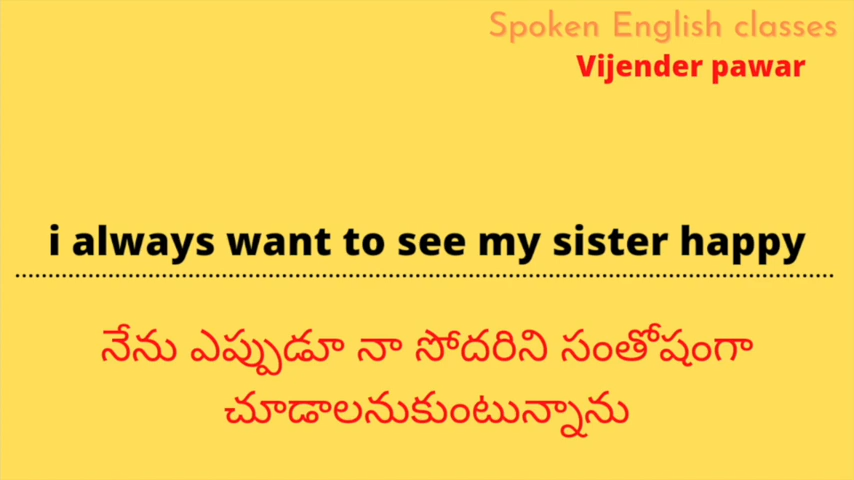 Spoken English classes
Vijender pawar
i always want to see my sister happy
నేను ఎప్పుడూ నా సోదరిని సంతోషంగా
చూడాలనుకుంటున్నాను